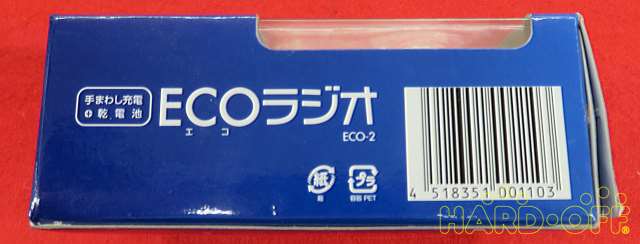 手まわし充電
乾電池
ECOラジオ
エコ
ECO-2
紙
箱
プラ
容器 PET
4 518351 001103
HARD・OFF